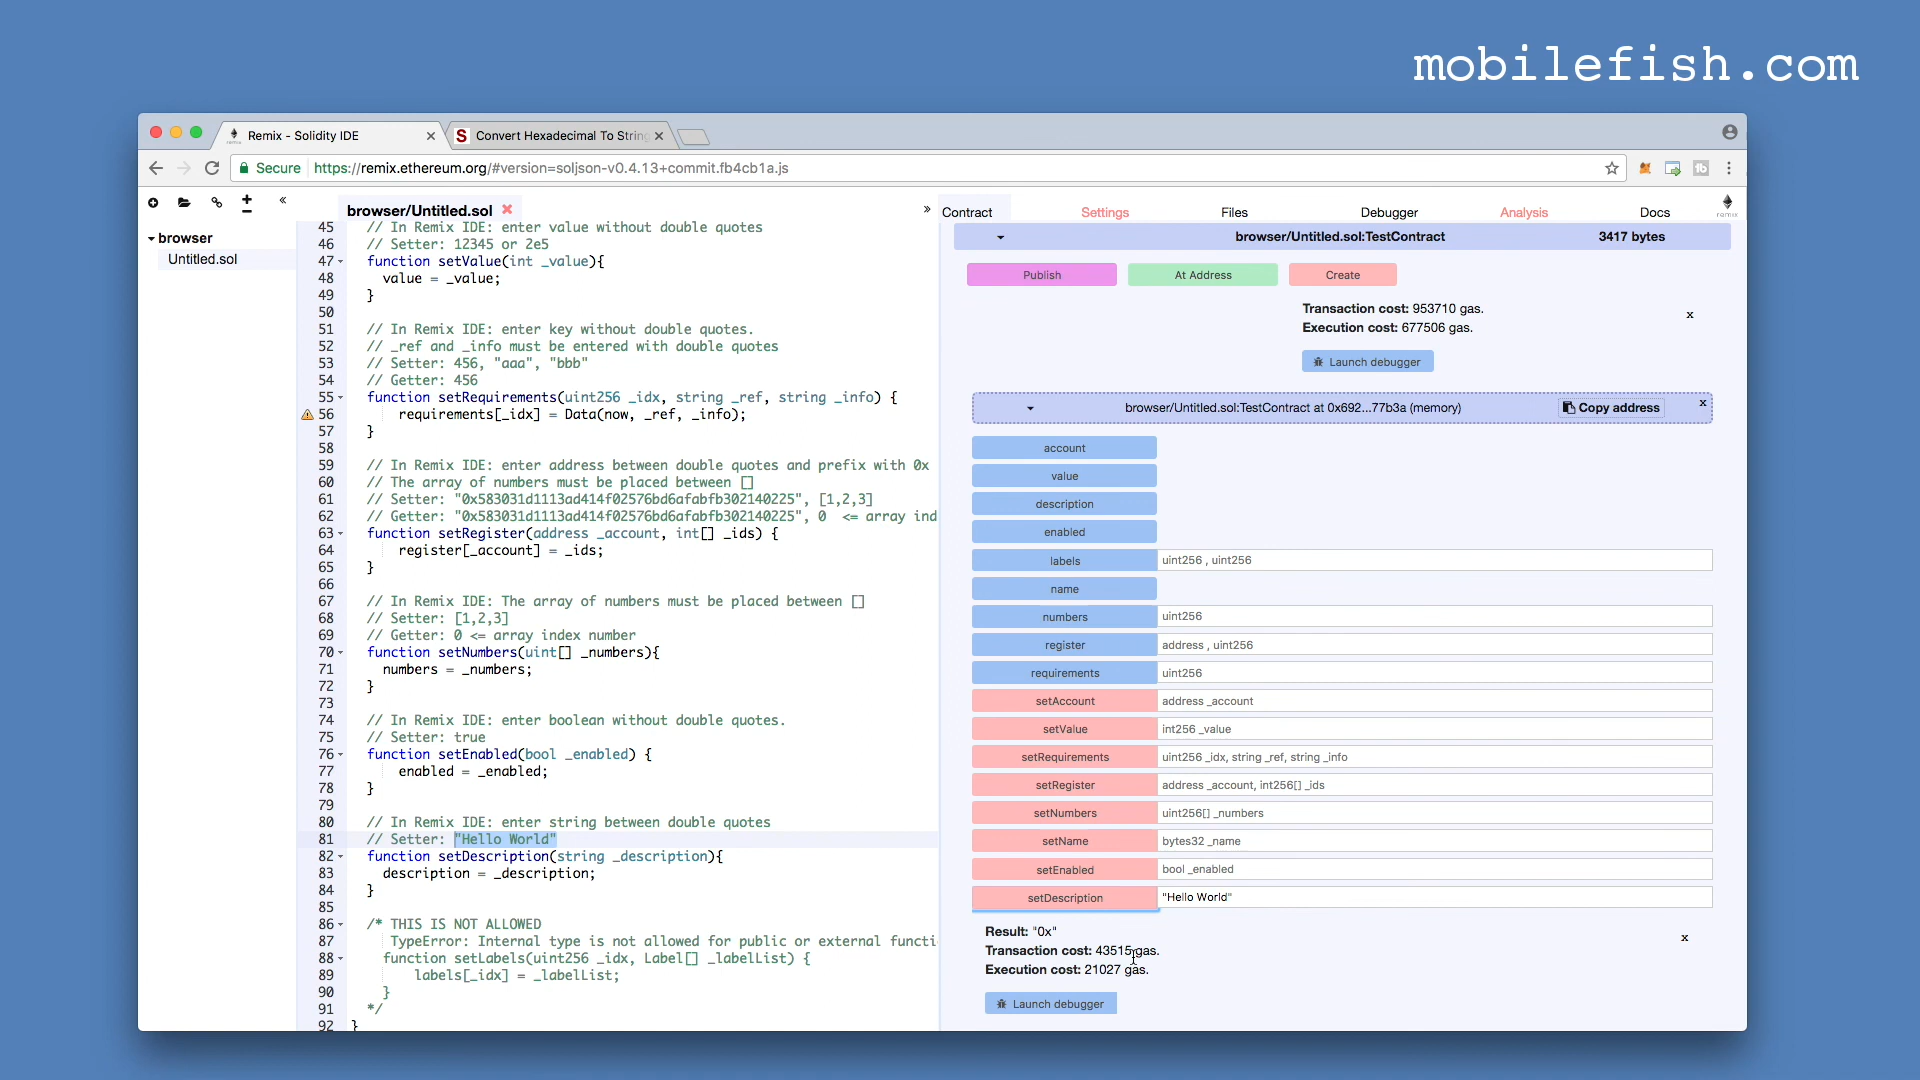 mobilefish.com
Remix - Solidity IDE
Convert Hexadecimal To String
Secure
https://remix.ethereum.org/#version=soljson-v0.4.13+commit.fb4cb1a.js
browser
Untitled.sol
browser/Untitled.sol
45 // In Remix IDE: enter value without double quotes
46 // Setter: 12345 or 2e5
47 function setValue(int _value){
48 value = _value;
49 }
50
51 // In Remix IDE: enter key without double quotes.
52 // _ref and _info must be entered with double quotes
53 // Setter: 456, "aaa", "bbb"
54 // Getter: 456
55 function setRequirements(uint256 _idx, string _ref, string _info) {
56 requirements[_idx] = Data(now, _ref, _info);
57 }
58
59 // In Remix IDE: enter address between double quotes and prefix with 0x
60 // The array of numbers must be placed between []
61 // Setter: "0x583031d1113ad414f02576bd6afabfb302140225", [1,2,3]
62 // Getter: "0x583031d1113ad414f02576bd6afabfb302140225", 0 <= array ind
63 function setRegister(address _account, int[] _ids) {
64 register[_account] = _ids;
65 }
66
67 // In Remix IDE: The array of numbers must be placed between []
68 // Setter: [1,2,3]
69 // Getter: 0 <= array index number
70 function setNumbers(uint[] _numbers){
71 numbers = _numbers;
72 }
73
74 // In Remix IDE: enter boolean without double quotes.
75 // Setter: true
76 function setEnabled(bool _enabled) {
77 enabled = _enabled;
78 }
79
80 // In Remix IDE: enter string between double quotes
81 // Setter: "Hello World"
82 function setDescription(string _description){
83 description = _description;
84 }
85
86 /* THIS IS NOT ALLOWED
87 TypeError: Internal type is not allowed for public or external functi
88 function setLabels(uint256 _idx, Label[] _labelList) {
89 labels[_idx] = _labelList;
90 }
91 */
92 }
Contract Settings Files Debugger Analysis Docs
remix
browser/Untitled.sol:TestContract 3417 bytes
Publish At Address Create
Transaction cost: 953710 gas.
Execution cost: 677506 gas.
x
Launch debugger
browser/Untitled.sol:TestContract at 0x692...77b3a (memory) Copy address x
account
value
description
enabled
labels uint256 , uint256
name
numbers uint256
register address , uint256
requirements uint256
setAccount address _account
setValue int256 _value
setRequirements uint256 _idx, string _ref, string _info
setRegister address _account, int256[] _ids
setNumbers uint256[] _numbers
setName bytes32 _name
setEnabled bool _enabled
setDescription "Hello World"
Result: "0x"
x
Transaction cost: 43515 gas.
Execution cost: 21027 gas.
Launch debugger